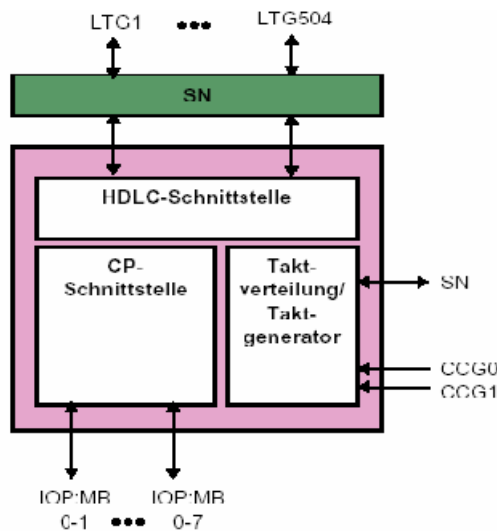 LTG1 ●●● LTG504
SN
HDLC-Schnittstelle
CP-
Schnittstelle
Takt-
verteilung/
Takt-
generator
SN
CCG0
CCG1
IOP:MB IOP:MB
0-1 ●●● 0-7